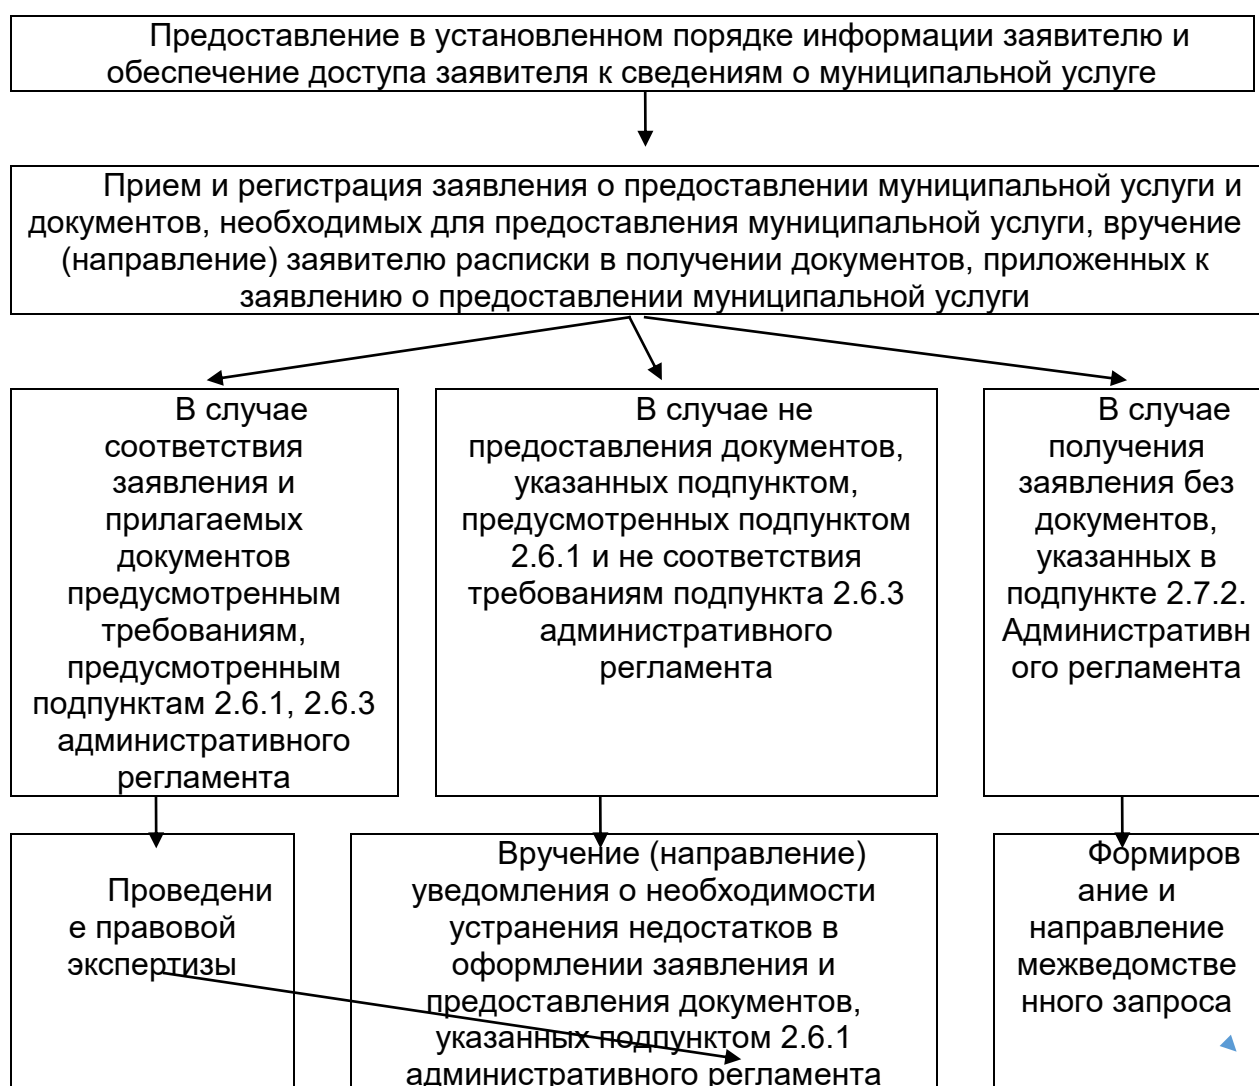 Предоставление в установленном порядке информации заявителю и
обеспечение доступа заявителя к сведениям о муниципальной услуге
Прием и регистрация заявления о предоставлении муниципальной услуги и
документов, необходимых для предоставления муниципальной услуги, вручение
(направление) заявителю расписки в получении документов, приложенных к
заявлению о предоставлении муниципальной услуги
В случае
соответствия
заявления и
прилагаемых
документов
предусмотренным
требованиям,
предусмотренным
подпунктам 2.6.1, 2.6.3
административного
регламента
В случае не
предоставления документов,
указанных подпунктом,
предусмотренных подпунктом
2.6.1 и не соответствия
требованиям подпункта 2.6.3
административного
регламента
В случае
получения
заявления без
документов,
указанных в
подпункте 2.7.2.
Административн
ого регламента
Проведени
е правовой
экспертизы
Вручение (направление)
уведомления о необходимости
устранения недостатков в
оформлении заявления и
предоставления документов,
указанных подпунктом 2.6.1
административного регламента
Формиров
ание и
направление
межведомстве
нного запроса